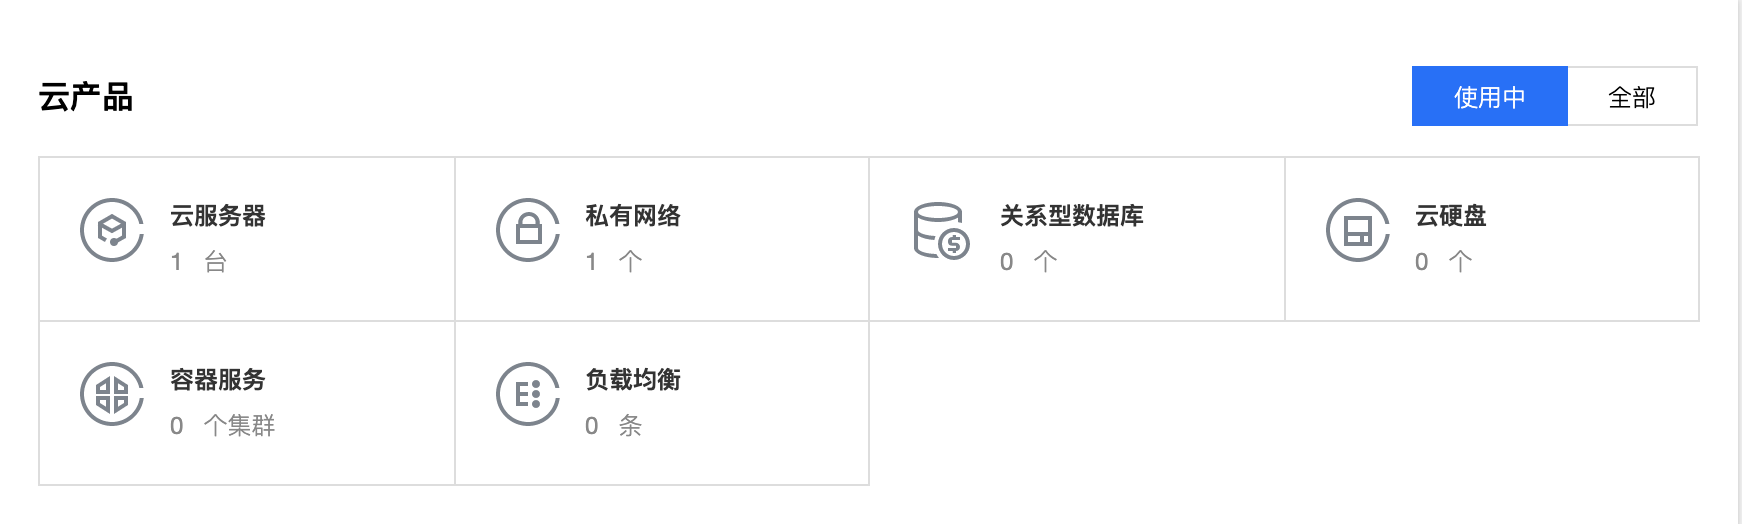 云产品
使用中 全部
云服务器
1 台
私有网络
1 个
关系型数据库
0 个
云硬盘
0 个
容器服务
0 个集群
负载均衡
0 条